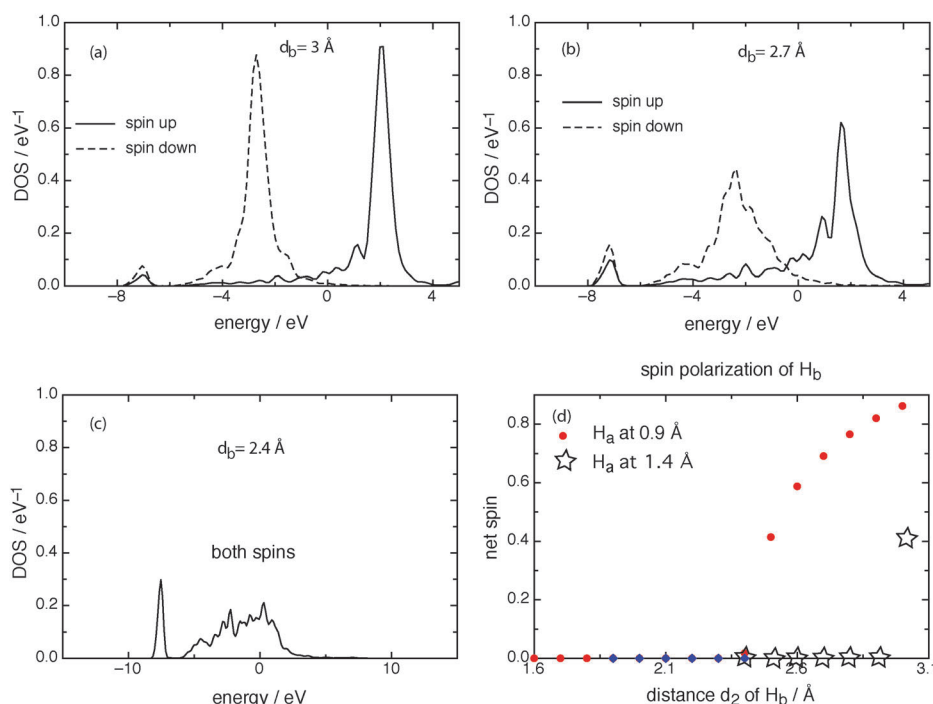 (a)
d_b= 3 Å
DOS / eV⁻¹
1.0
0.8
0.6
0.4
0.2
0.0
spin up
spin down
−8
−4
0
4
energy / eV
(b)
d_b= 2.7 Å
DOS / eV⁻¹
1.0
0.8
0.6
0.4
0.2
0.0
spin up
spin down
−8
−4
0
4
energy / eV
(c)
d_b= 2.4 Å
DOS / eV⁻¹
1.0
0.8
0.6
0.4
0.2
0.0
both spins
−10
0
10
energy / eV
spin polarization of H_b
(d)
H_a at 0.9 Å
H_a at 1.4 Å
net spin
0.8
0.6
0.4
0.2
0.0
1.6
2.1
2.6
3.1
distance d₂ of H_b / Å